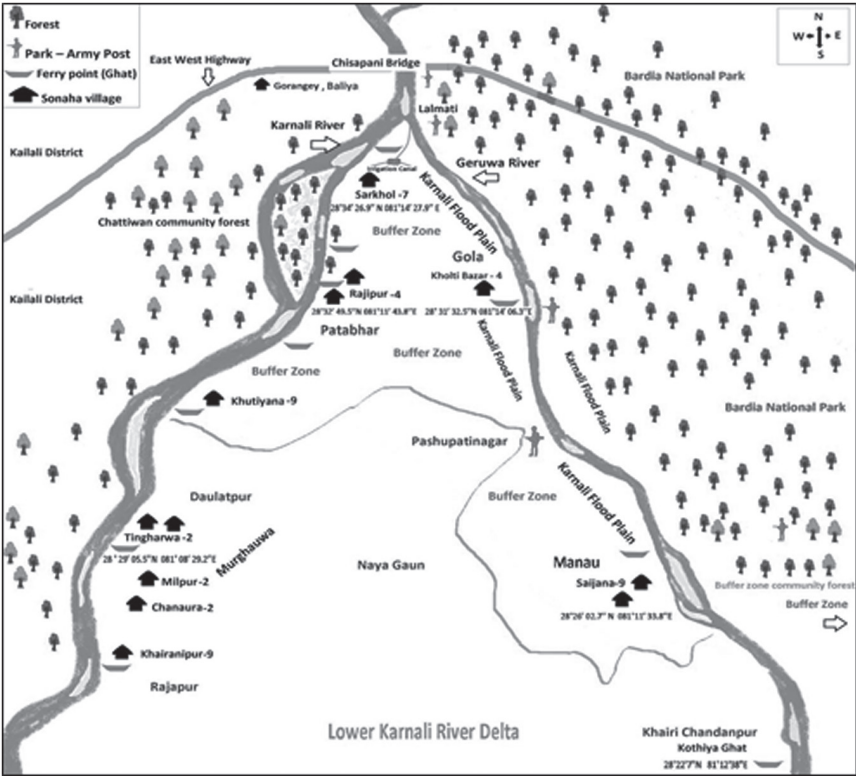 Forest
Park – Army Post
Ferry point (Ghat)
Sonaha village
N
W E
S
East West Highway
Chisapani Bridge
Bardia National Park
Gorangey , Baliya
Lalmati
Karnali River
Kailali District
Irrigation Canal
Geruwa River
Sarkhol -7
28°34' 26.9" N 081°14' 27.9" E
Karnali Flood Plain
Chattiwan community forest
Buffer Zone
Gola
Kholti Bazar - 4
Kailali District
Rajipur -4
28°32' 49.5"N 081°11' 43.8"E
28° 31' 32.5"N 081°14' 06.3"E
Patabhar
Karnali Flood Plain
Karnali Flood Plain
Buffer Zone
Buffer Zone
Khutiyana -9
Bardia National Park
Pashupatinagar
Karnali Flood Plain
Daulatpur
Buffer Zone
Tingharwa -2
28 ° 29' 05.5"N 081° 08' 29.2"E
Murghauwa
Naya Gaun
Manau
Milpur-2
Saijana-9
Buffer zone community forest
Chanaura-2
28°26' 02.7" N 081°11' 33.8"E
Buffer Zone
Khairanipur-9
Rajapur
Lower Karnali River Delta
Khairi Chandanpur
Kothiya Ghat
28°22'7"N 81°12'38"E